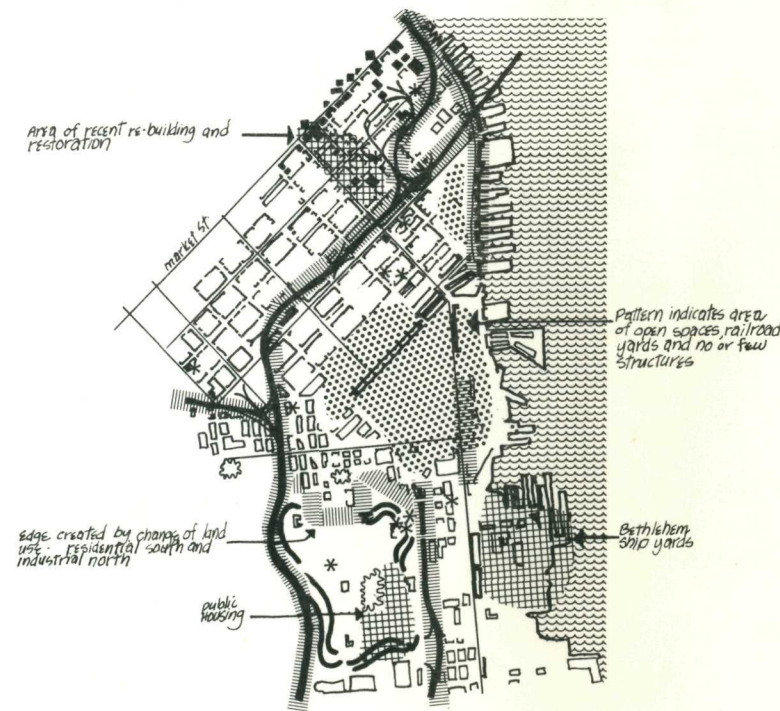 Area of recent re-building and
restoration
market st
Pattern indicates area
of open spaces, railroad
yards and no or few
structures
Edge created by change of land
use - residential south and
industrial north
Bethlehem
ship yards
public
Housing